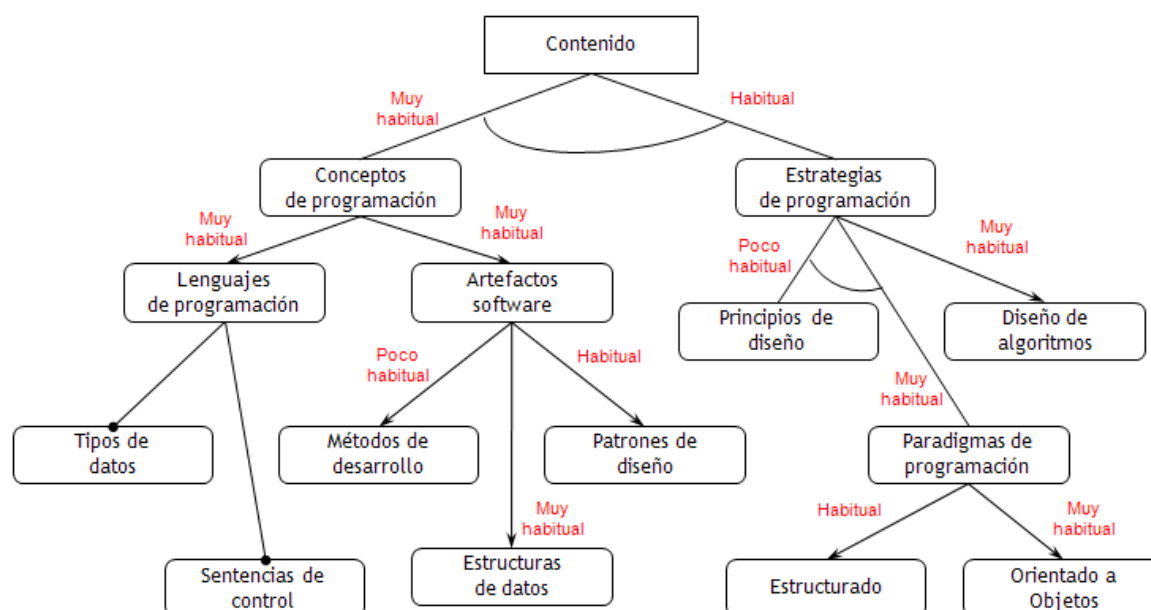 Contenido
Muy
habitual
Habitual
Conceptos
de programación
Estrategias
de programación
Muy
habitual
Muy
habitual
Poco
habitual
Muy
habitual
Lenguajes
de programación
Artefactos
software
Principios de
diseño
Diseño de
algoritmos
Poco
habitual
Habitual
Muy
habitual
Tipos de
datos
Métodos de
desarrollo
Patrones de
diseño
Paradigmas de
programación
Muy
habitual
Habitual
Muy
habitual
Sentencias de
control
Estructuras
de datos
Estructurado
Orientado a
Objetos